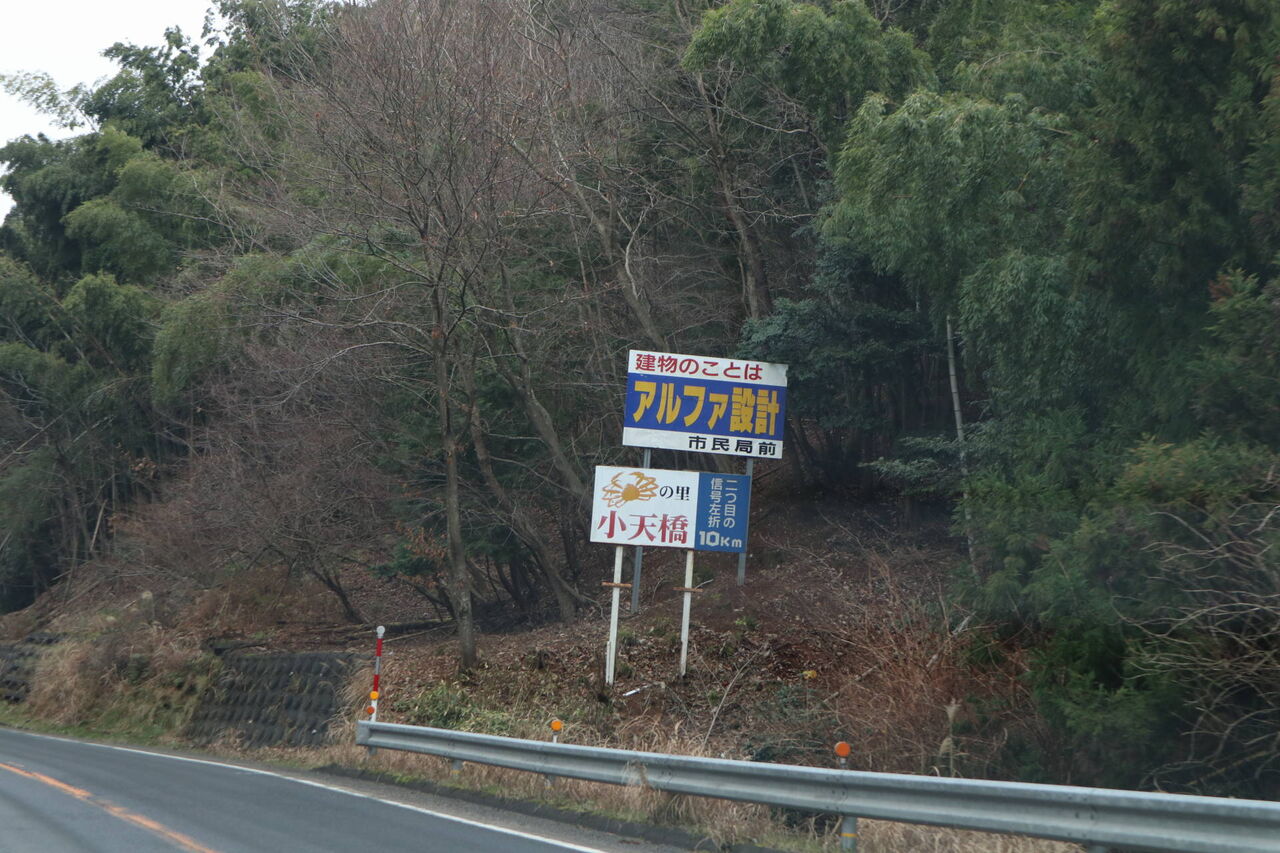 建物のことは
アルファ設計
市民局前
の里
小天橋
二つ目の
信号左折
10Km